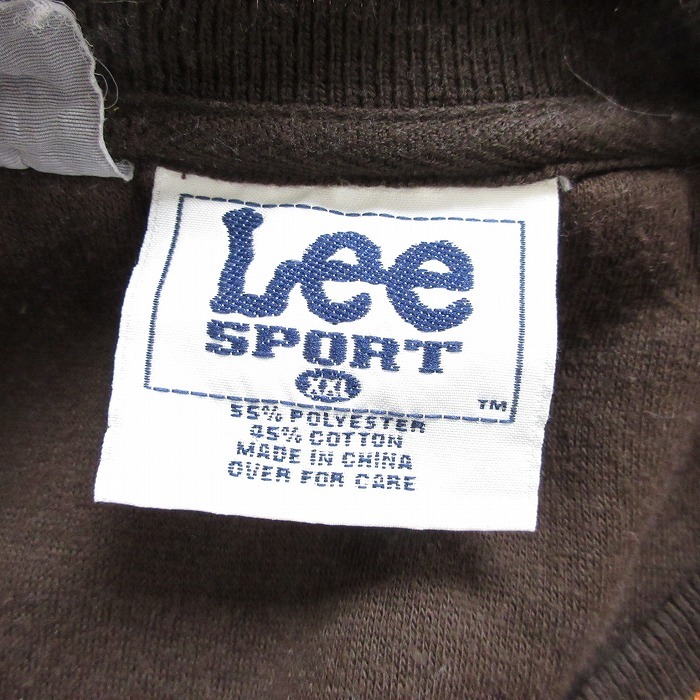 Lee
SPORT
XXL
TM
55% POLYESTER
45% COTTON
MADE IN CHINA
OVER FOR CARE